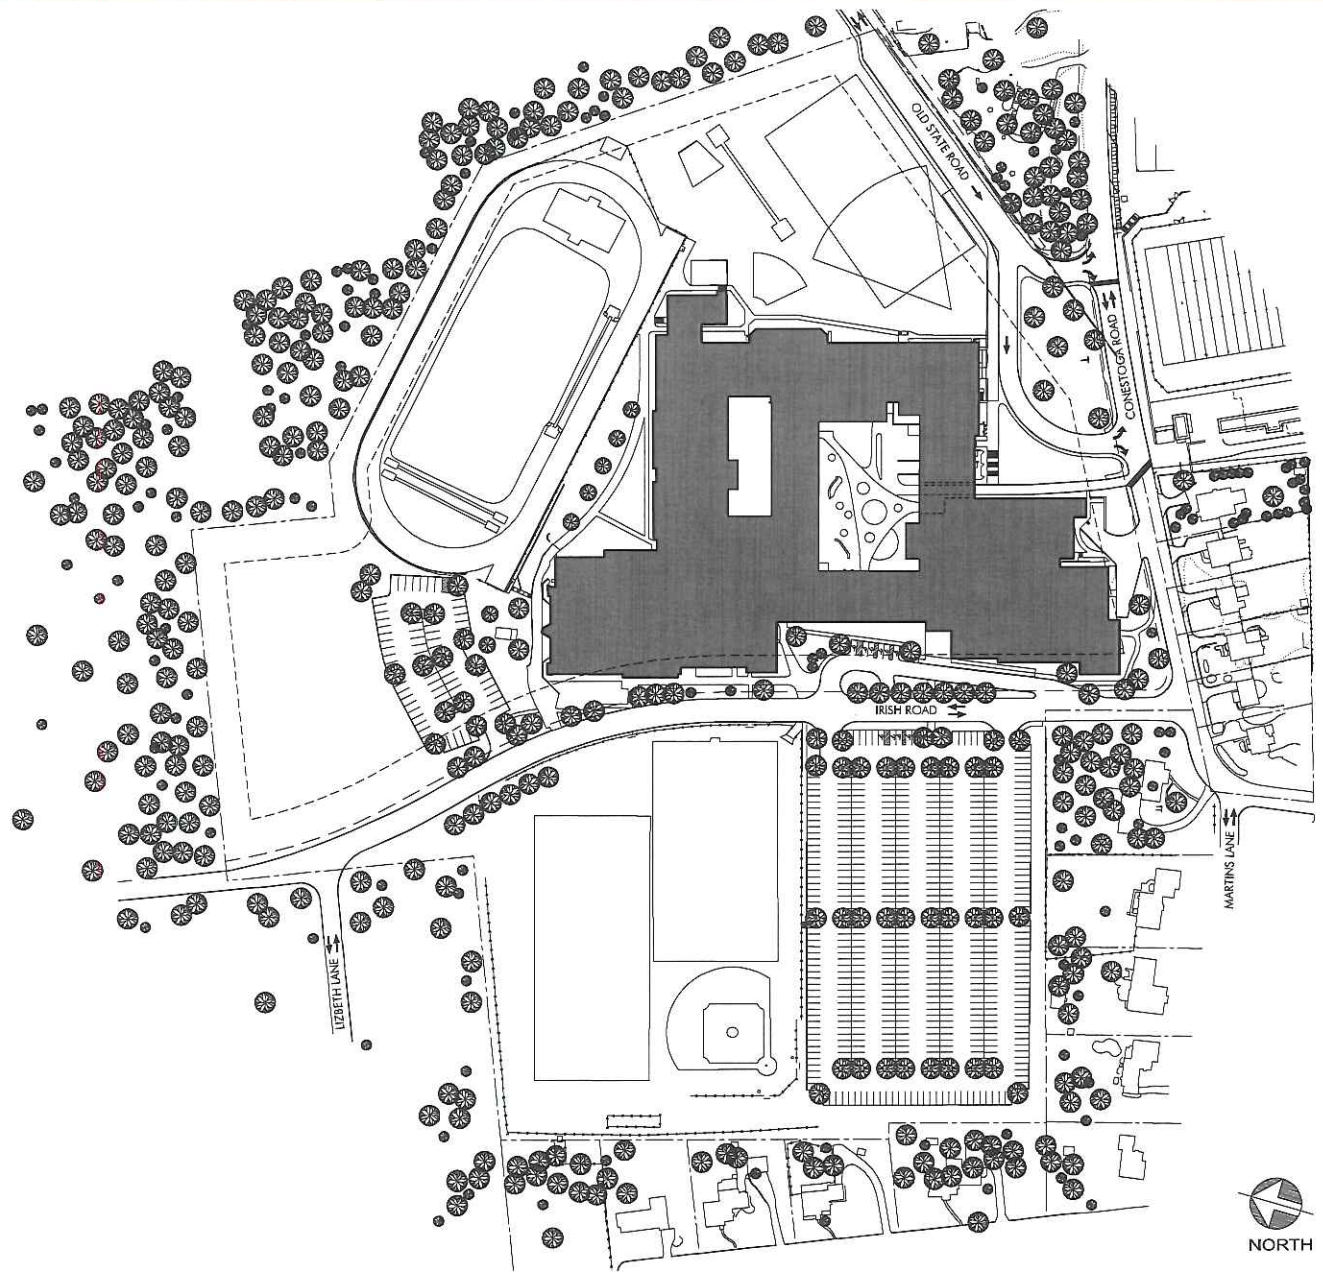 OLD STATE ROAD
CONESTOGA ROAD
IRISH ROAD
MARTINS LANE
LIZBETH LANE
NORTH